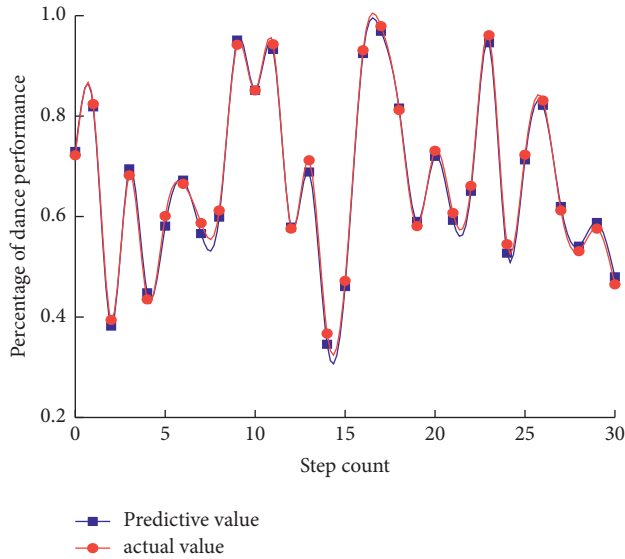 1.0
0.8
0.6
0.4
0.2
Percentage of dance performance
0 5 10 15 20 25 30
Step count
Predictive value
actual value